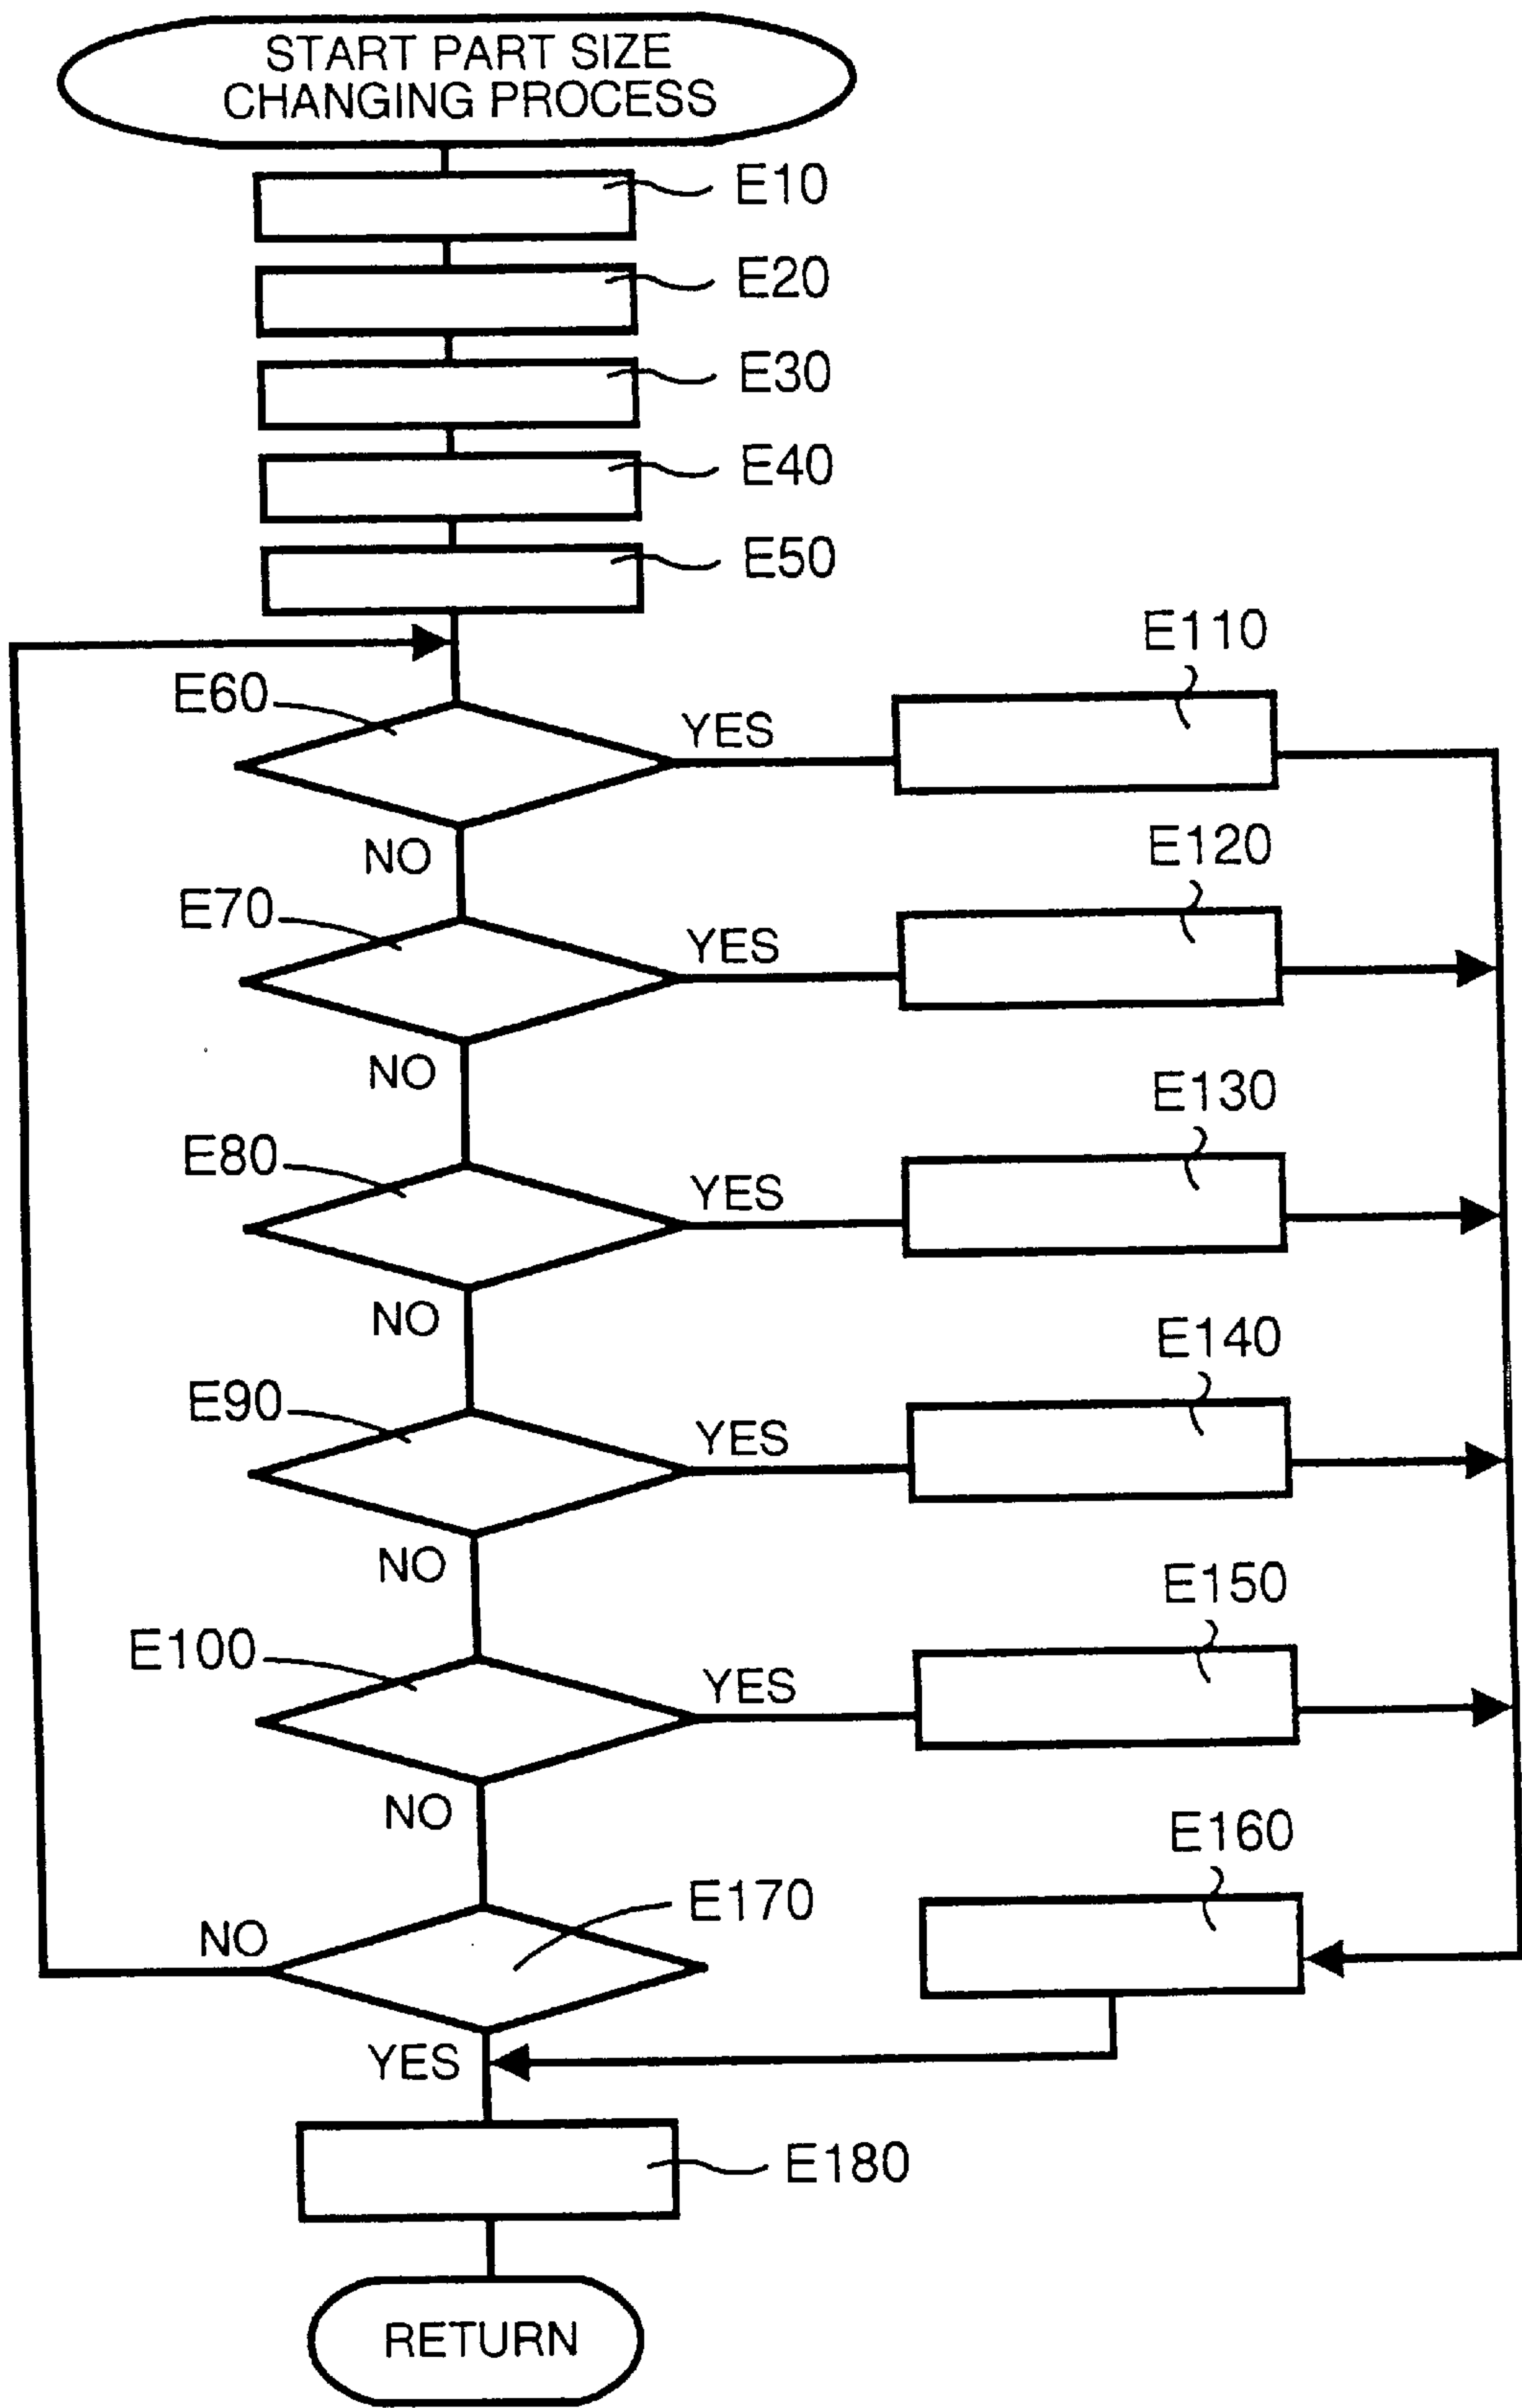 START PART SIZE
CHANGING PROCESS
E10
E20
E30
E40
E50
E110
E60
YES
NO
E120
E70
YES
NO
E130
E80
YES
NO
E140
E90
YES
NO
E150
E100
YES
NO
E160
E170
NO
YES
E180
RETURN